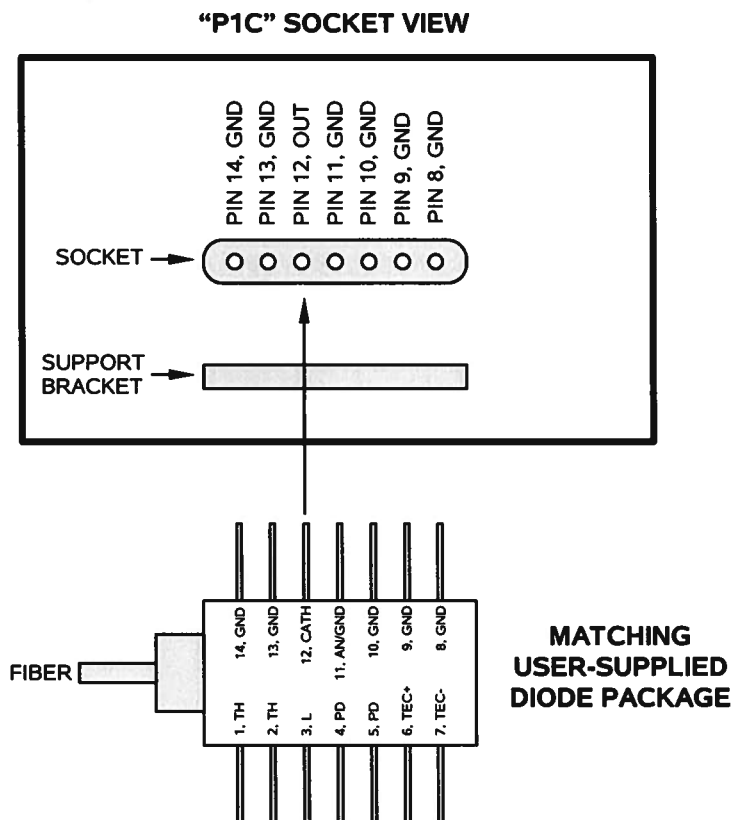 “P1C” SOCKET VIEW
PIN 14, GND
PIN 13, GND
PIN 12, OUT
PIN 11, GND
PIN 10, GND
PIN 9, GND
PIN 8, GND
SOCKET
SUPPORT
BRACKET
14, GND
13, GND
12, CATH
11, AN/GND
10, GND
9, GND
8, GND
FIBER
1, TH
2, TH
3, L
4, PD
5, PD
6, TEC+
7, TEC-
MATCHING
USER-SUPPLIED
DIODE PACKAGE